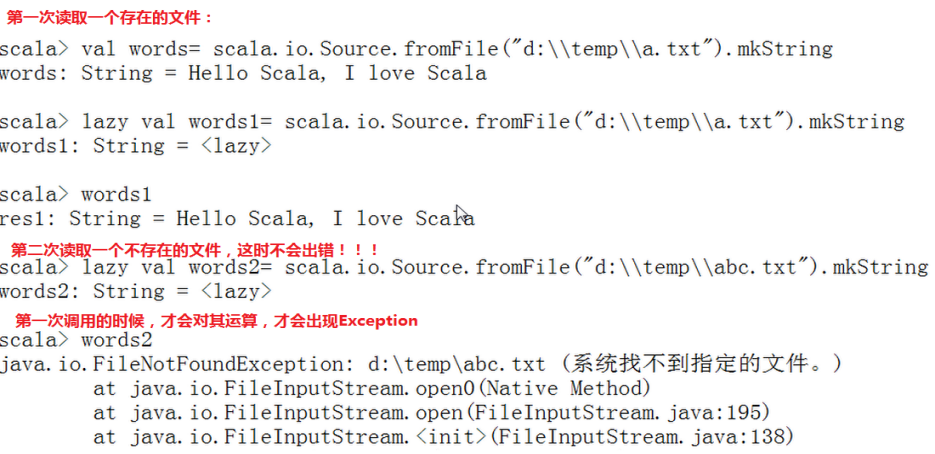 第一次读取一个存在的文件：
scala> val words= scala.io.Source.fromFile("d:\\temp\\a.txt").mkString
words: String = Hello Scala, I love Scala
scala> lazy val words1= scala.io.Source.fromFile("d:\\temp\\a.txt").mkString
words1: String = <lazy>
scala> words1
res1: String = Hello Scala, I love Scala
第二次读取一个不存在的文件，这时不会出错！！！
scala> lazy val words2= scala.io.Source.fromFile("d:\\temp\\abc.txt").mkString
words2: String = <lazy>
第一次调用的时候，才会对其运算，才会出现Exception
scala> words2
java.io.FileNotFoundException: d:\temp\abc.txt (系统找不到指定的文件。)
at java.io.FileInputStream.open0(Native Method)
at java.io.FileInputStream.open(FileInputStream.java:195)
at java.io.FileInputStream.<init>(FileInputStream.java:138)